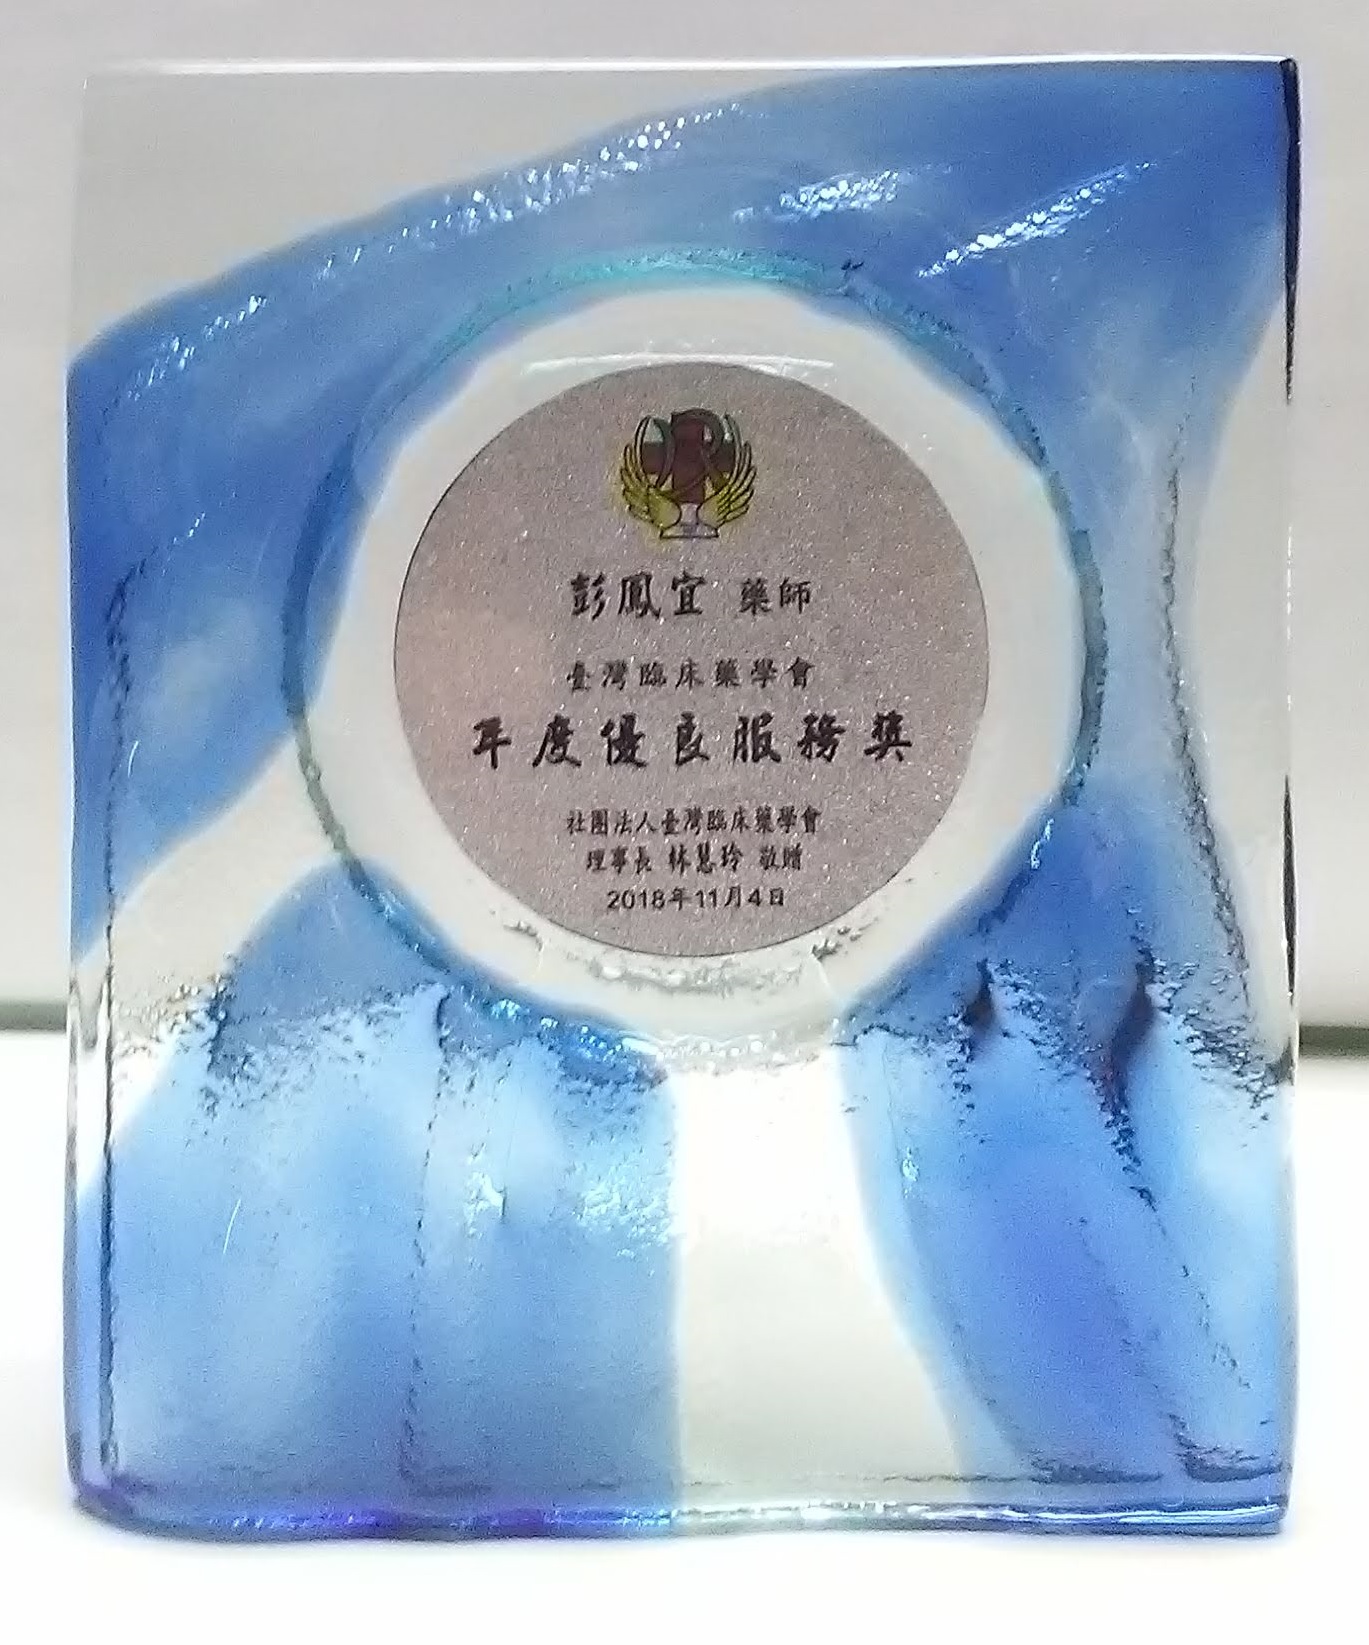 彭鳳宜 藥師
臺灣臨床藥學會
年度優良服務獎
社團法人臺灣臨床藥學會
理事長 林慧玲 敬贈
2018年11月4日